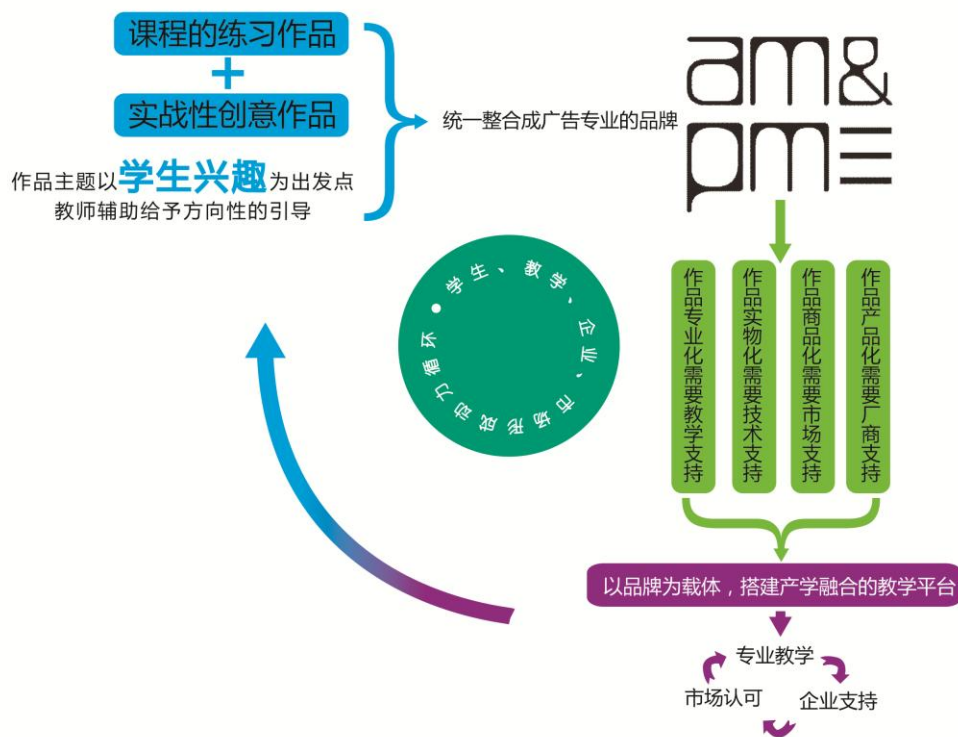 课程的练习作品
+
实战性创意作品
作品主题以学生兴趣为出发点
教师辅助给予方向性的引导
统一整合成广告专业的品牌
am&
pm
学生、教学、企业、市场形成动力循环
作品专业化需要教学支持
作品实物化需要技术支持
作品商品化需要市场支持
作品产品化需要厂商支持
以品牌为载体，搭建产学融合的教学平台
专业教学
市场认可
企业支持